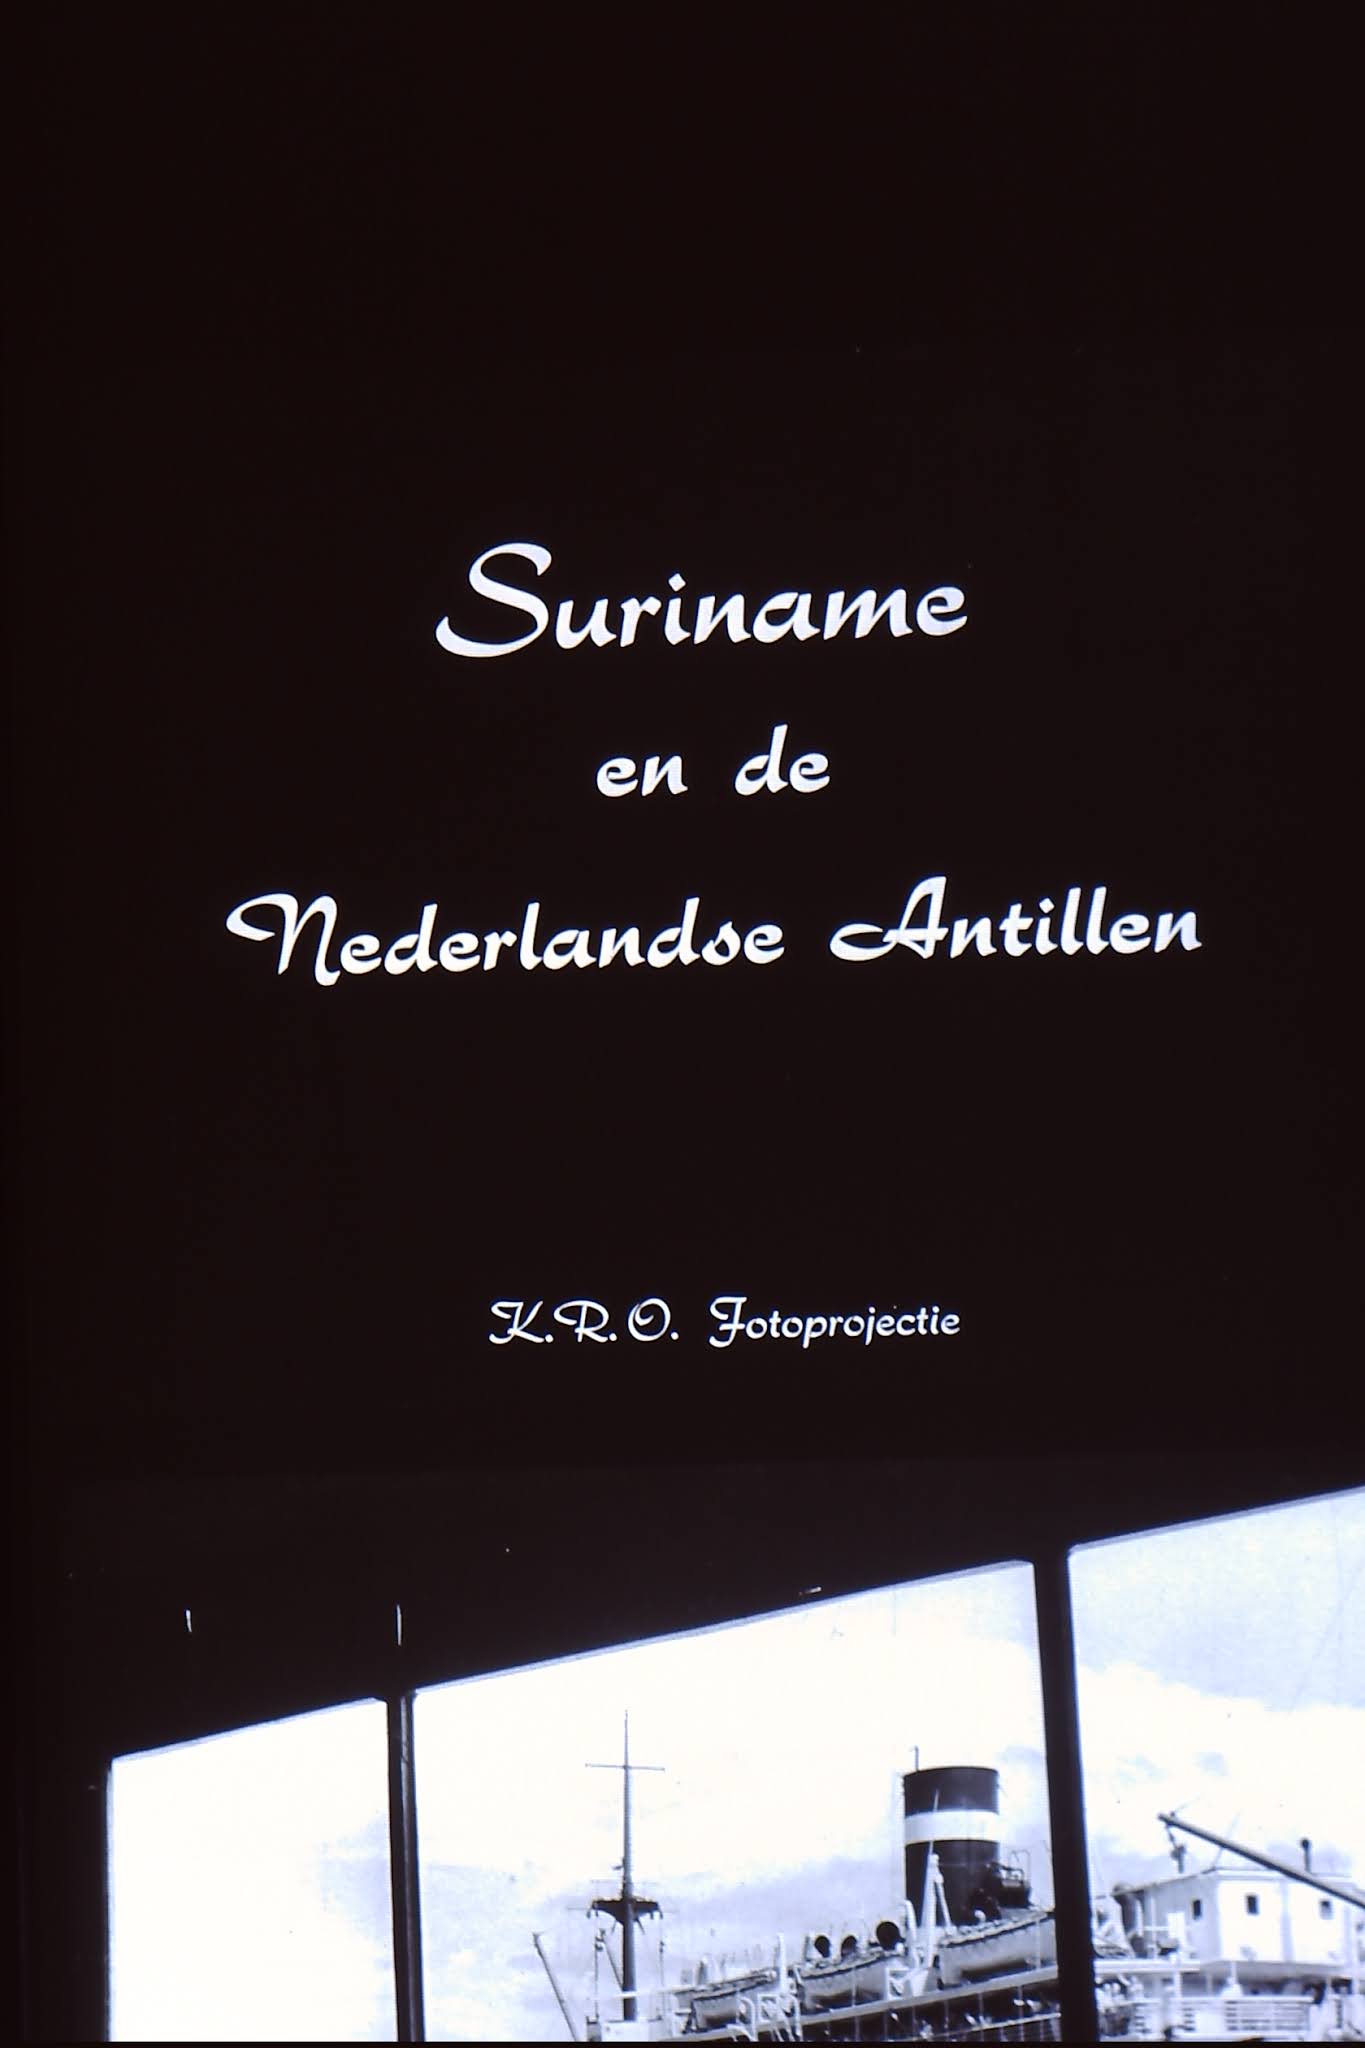 Suriname
en de
Nederlandse Antillen
K.R.O. Fotoprojectie